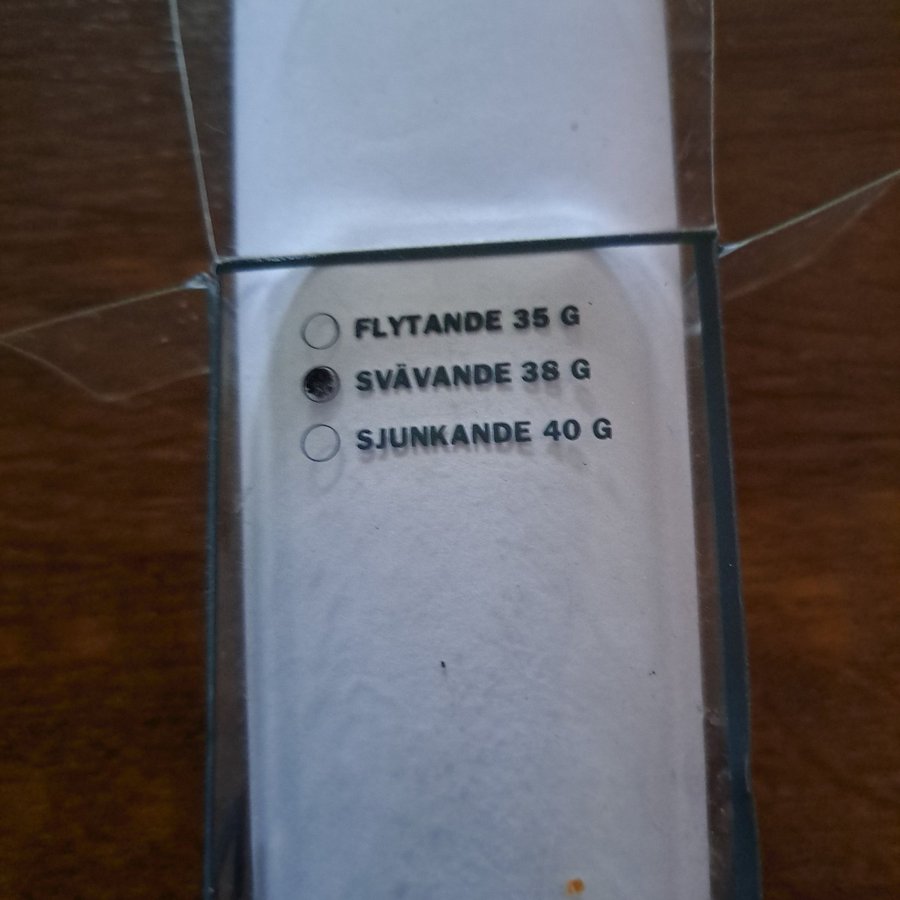 FLYTANDE 35 G
SVÄVANDE 38 G
SJUNKANDE 40 G